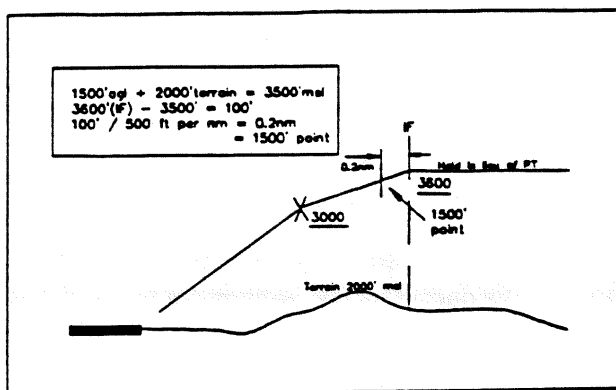 1500'agl + 2000'terrain = 3500'msl
3600'(IF) - 3500' = 100'
100' / 500 ft per nm = 0.2nm
= 1500' point
IF
0.2nm
Hold in lieu of PT
3600
3000
1500'
point
Terrain 2000' msl